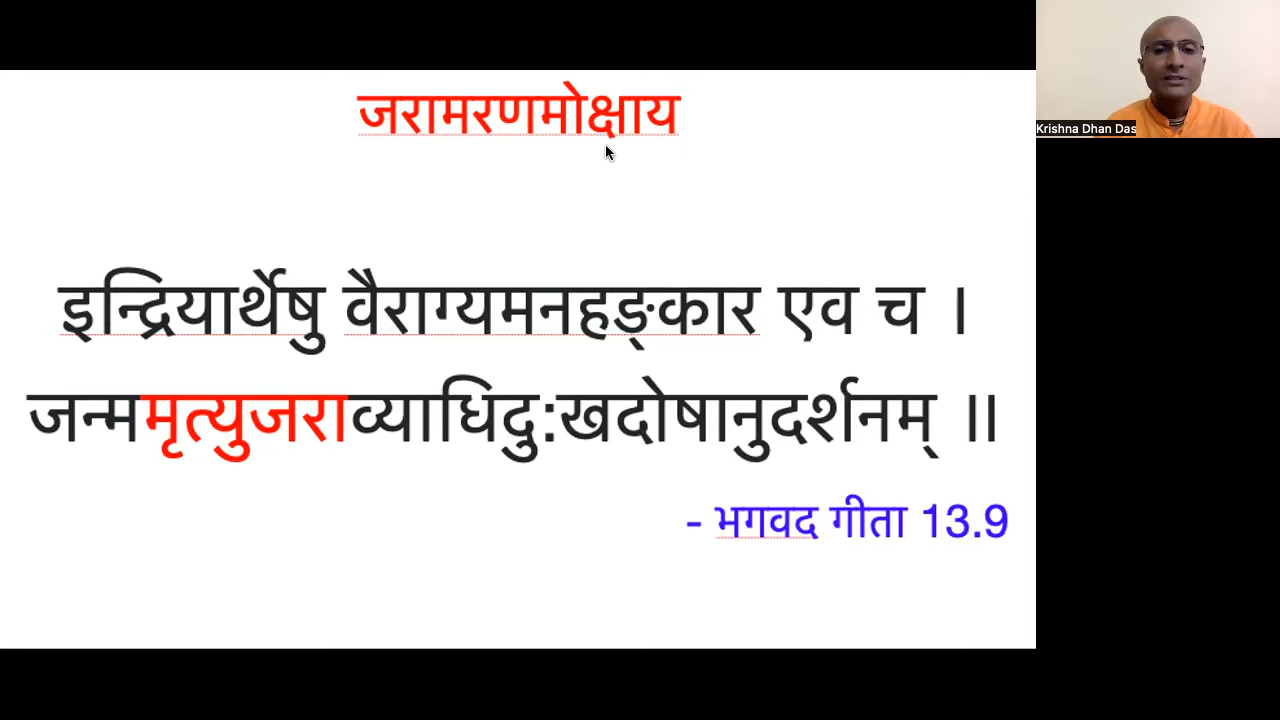 जरामरणमोक्षाय
Krishna Dhan Das
इन्द्रियार्थेषु वैराग्यमनहङ्कार एव च ।
जन्ममृत्युजराव्याधिदु:खदोषानुदर्शनम् ॥
- भगवद गीता 13.9